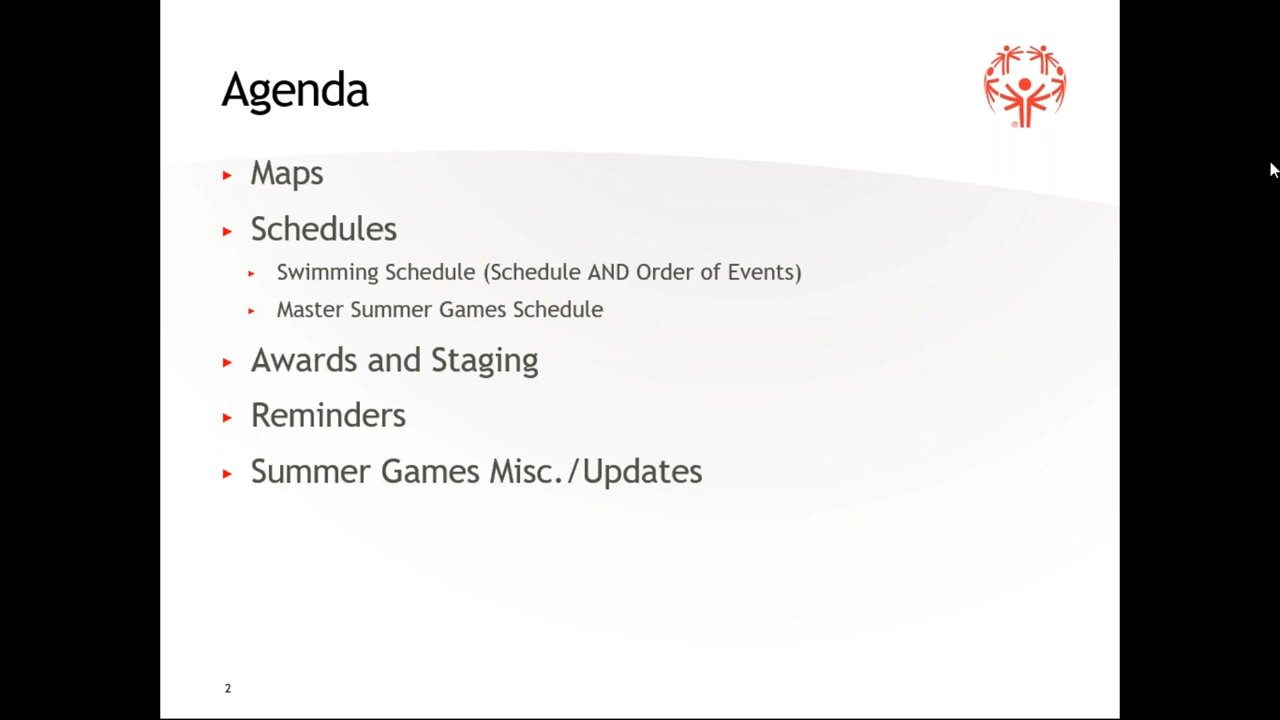 Agenda
Maps
Schedules
Swimming Schedule (Schedule AND Order of Events)
Master Summer Games Schedule
Awards and Staging
Reminders
Summer Games Misc./Updates
2